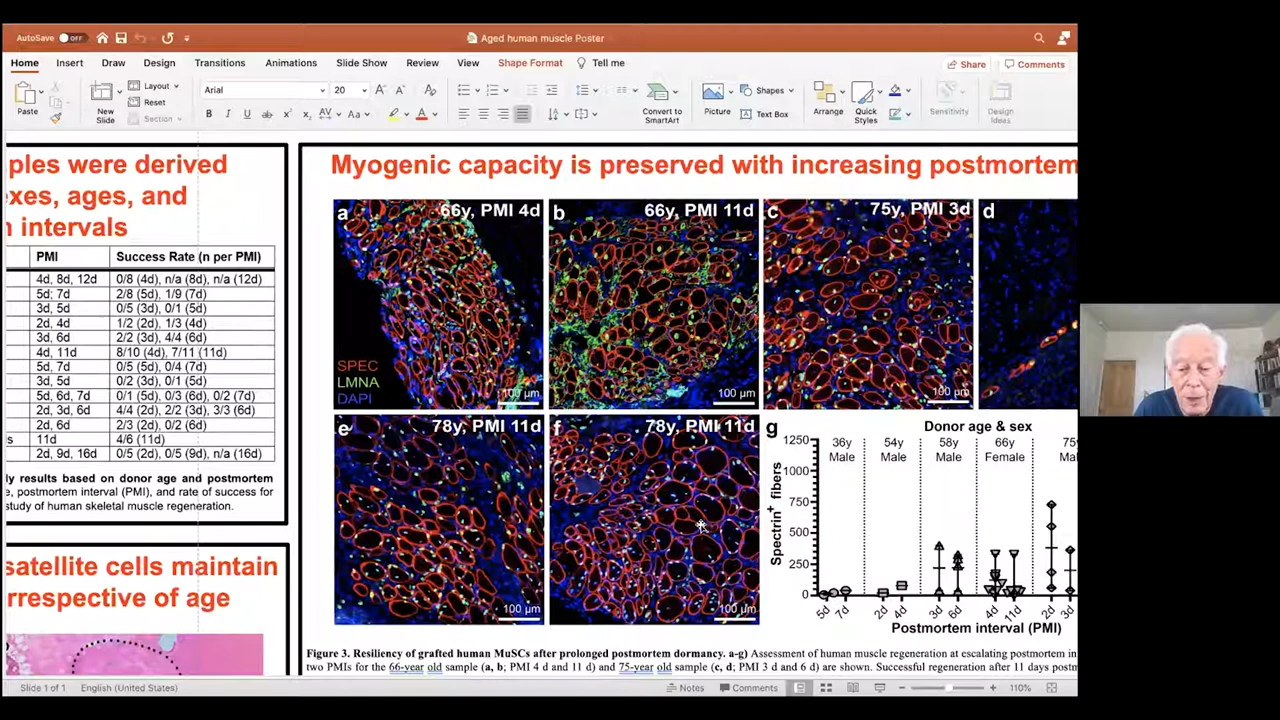 AutoSave OFF
Aged human muscle Poster
Home Insert Draw Design Transitions Animations Slide Show Review View Shape Format Tell me
Share Comments
Paste
New Slide
Layout
Reset
Section
Arial
20
B I U ab x² x₂ AV Aa
Convert to SmartArt
Picture
Shapes
Text Box
Arrange
Quick Styles
Sensitivity
Design Ideas
ples were derived
exes, ages, and
n intervals
PMI Success Rate (n per PMI)
4d, 8d, 12d 0/8 (4d), n/a (8d), n/a (12d)
5d; 7d 2/8 (5d), 1/9 (7d)
3d, 5d 0/5 (3d), 0/1 (5d)
2d, 4d 1/2 (2d), 1/3 (4d)
3d, 6d 2/2 (3d), 4/4 (6d)
4d, 11d 8/10 (4d), 7/11 (11d)
5d, 7d 0/5 (5d), 0/4 (7d)
3d, 5d 0/2 (3d), 0/1 (5d)
5d, 6d, 7d 0/1 (5d), 0/3 (6d), 0/2 (7d)
2d, 3d, 6d 4/4 (2d), 2/2 (3d), 3/3 (6d)
2d, 6d 2/3 (2d), 0/2 (6d)
s 11d 4/6 (11d)
2d, 9d, 16d 0/5 (2d), 0/5 (9d), n/a (16d)
ly results based on donor age and postmortem
e, postmortem interval (PMI), and rate of success for
study of human skeletal muscle regeneration.
satellite cells maintain
rrespective of age
Myogenic capacity is preserved with increasing postmortem
a 66y, PMI 4d
SPEC
LMNA
DAPI
100 µm
b 66y, PMI 11d
100 µm
c 75y, PMI 3d
100 µm
d
e 78y, PMI 11d
100 µm
f 78y, PMI 11d
100 µm
g Donor age & sex
36y Male
54y Male
58y Male
66y Female
75y Mal
Spectrin+ fibers
1250
1000
750
500
250
0
5d 7d 2d 4d 3d 6d 4d 11d 2d 3d
Postmortem interval (PMI)
Figure 3. Resiliency of grafted human MuSCs after prolonged postmortem dormancy. a-g) Assessment of human muscle regeneration at escalating postmortem in
two PMIs for the 66-year old sample (a, b; PMI 4 d and 11 d) and 75-year old sample (c, d; PMI 3 d and 6 d) are shown. Successful regeneration after 11 days postm
Slide 1 of 1 English (United States)
Notes Comments
110%